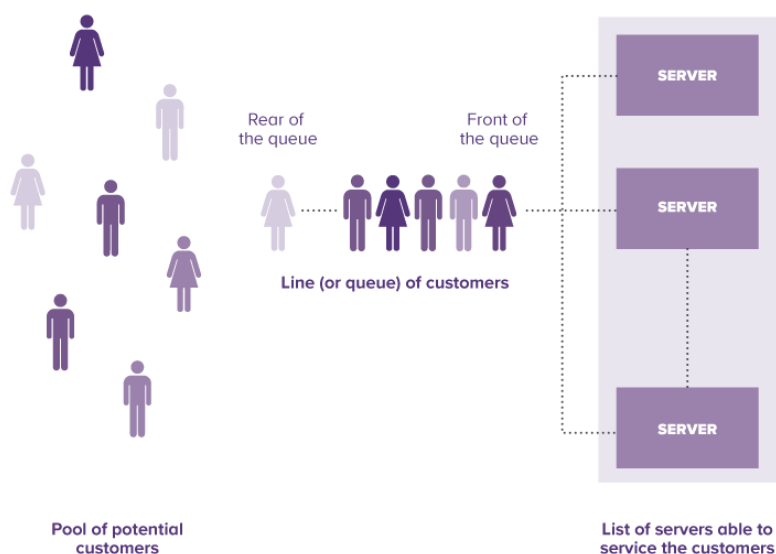 SERVER
Rear of
the queue
Front of
the queue
SERVER
Line (or queue) of customers
SERVER
Pool of potential
customers
List of servers able to
service the customers